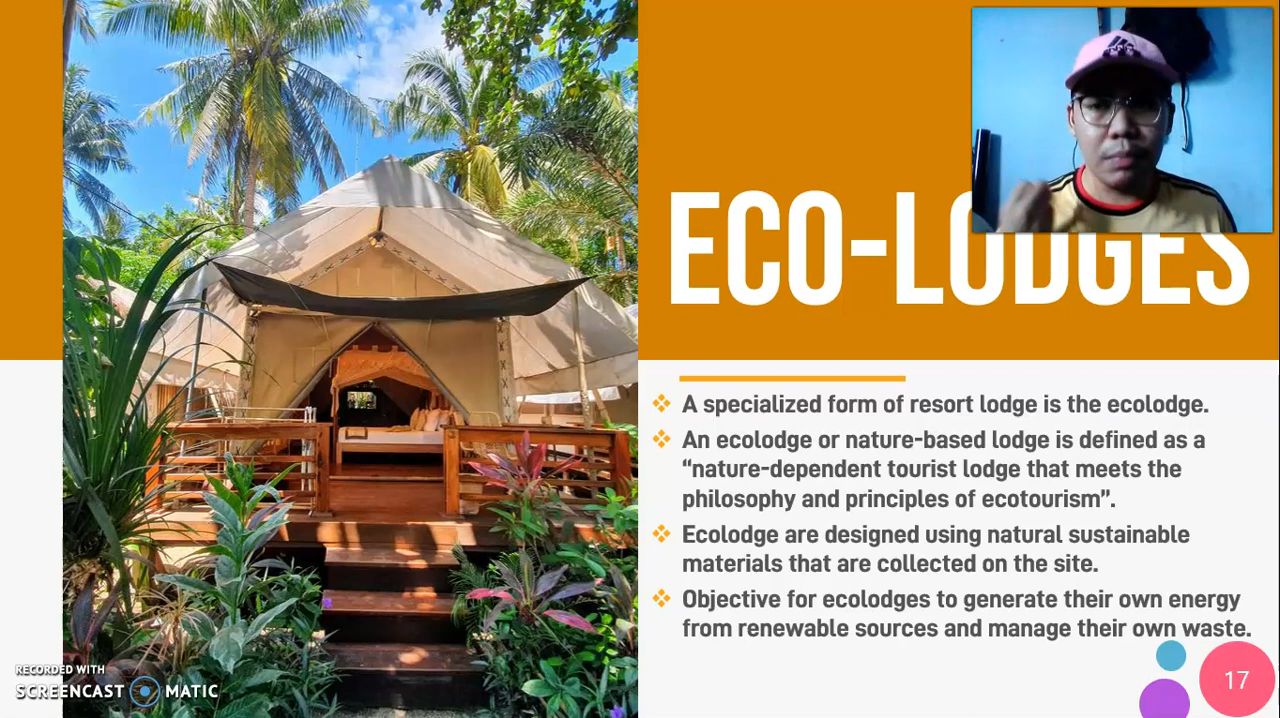 ECO-LODGES
A specialized form of resort lodge is the ecolodge.
An ecolodge or nature-based lodge is defined as a
“nature-dependent tourist lodge that meets the
philosophy and principles of ecotourism”.
Ecolodge are designed using natural sustainable
materials that are collected on the site.
Objective for ecolodges to generate their own energy
from renewable sources and manage their own waste.
RECORDED WITH
SCREENCAST MATIC
17